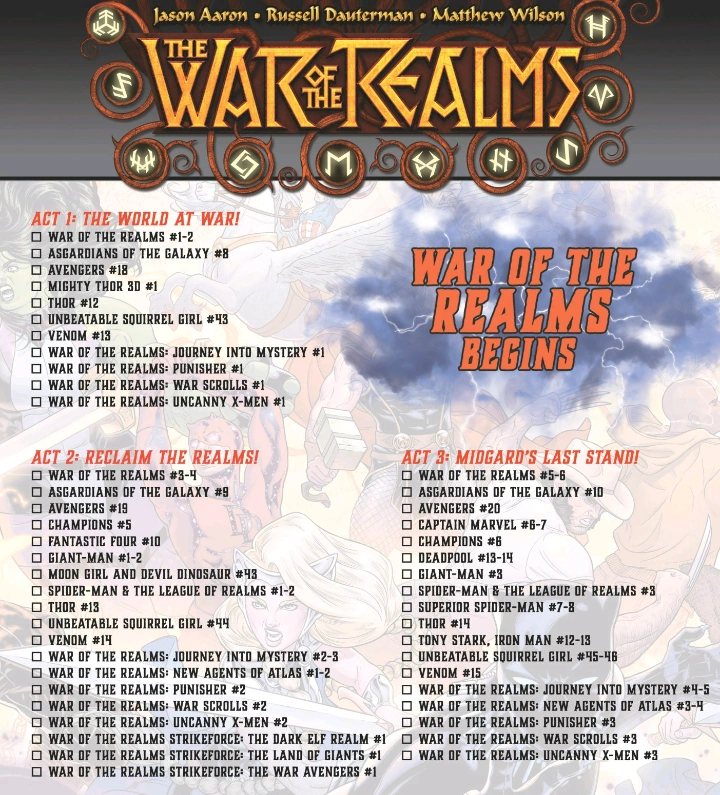 Jason Aaron • Russell Dauterman • Matthew Wilson
THE WAR OF THE REALMS
ACT 1: THE WORLD AT WAR!
☐ WAR OF THE REALMS #1-2
☐ ASGARDIANS OF THE GALAXY #8
☐ AVENGERS #18
☐ MIGHTY THOR 3D #1
☐ THOR #12
☐ UNBEATABLE SQUIRREL GIRL #43
☐ VENOM #13
☐ WAR OF THE REALMS: JOURNEY INTO MYSTERY #1
☐ WAR OF THE REALMS: PUNISHER #1
☐ WAR OF THE REALMS: WAR SCROLLS #1
☐ WAR OF THE REALMS: UNCANNY X-MEN #1
WAR OF THE
REALMS
BEGINS
ACT 2: RECLAIM THE REALMS!
☐ WAR OF THE REALMS #3-4
☐ ASGARDIANS OF THE GALAXY #9
☐ AVENGERS #19
☐ CHAMPIONS #5
☐ FANTASTIC FOUR #10
☐ GIANT-MAN #1-2
☐ MOON GIRL AND DEVIL DINOSAUR #43
☐ SPIDER-MAN & THE LEAGUE OF REALMS #1-2
☐ THOR #13
☐ UNBEATABLE SQUIRREL GIRL #44
☐ VENOM #14
☐ WAR OF THE REALMS: JOURNEY INTO MYSTERY #2-3
☐ WAR OF THE REALMS: NEW AGENTS OF ATLAS #1-2
☐ WAR OF THE REALMS: PUNISHER #2
☐ WAR OF THE REALMS: WAR SCROLLS #2
☐ WAR OF THE REALMS: UNCANNY X-MEN #2
☐ WAR OF THE REALMS STRIKEFORCE: THE DARK ELF REALM #1
☐ WAR OF THE REALMS STRIKEFORCE: THE LAND OF GIANTS #1
☐ WAR OF THE REALMS STRIKEFORCE: THE WAR AVENGERS #1
ACT 3: MIDGARD'S LAST STAND!
☐ WAR OF THE REALMS #5-6
☐ ASGARDIANS OF THE GALAXY #10
☐ AVENGERS #20
☐ CAPTAIN MARVEL #6-7
☐ CHAMPIONS #6
☐ DEADPOOL #13-14
☐ GIANT-MAN #3
☐ SPIDER-MAN & THE LEAGUE OF REALMS #3
☐ SUPERIOR SPIDER-MAN #7-8
☐ THOR #14
☐ TONY STARK, IRON MAN #12-13
☐ UNBEATABLE SQUIRREL GIRL #45-46
☐ VENOM #15
☐ WAR OF THE REALMS: JOURNEY INTO MYSTERY #4-5
☐ WAR OF THE REALMS: NEW AGENTS OF ATLAS #3-4
☐ WAR OF THE REALMS: PUNISHER #3
☐ WAR OF THE REALMS: WAR SCROLLS #3
☐ WAR OF THE REALMS: UNCANNY X-MEN #3